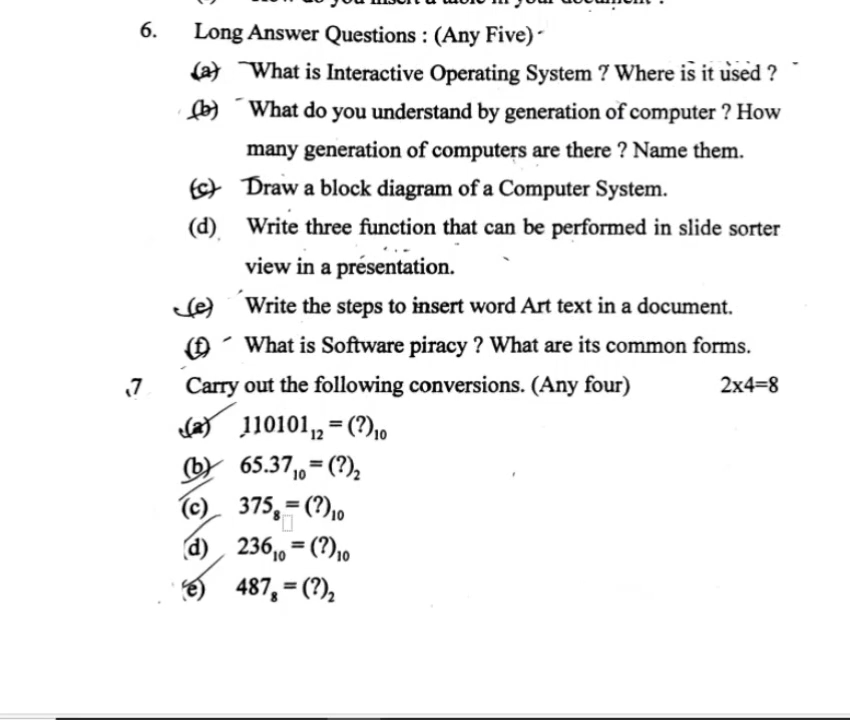 6. Long Answer Questions : (Any Five)
(a) What is Interactive Operating System ? Where is it used ?
(b) What do you understand by generation of computer ? How
many generation of computers are there ? Name them.
(c) Draw a block diagram of a Computer System.
(d) Write three function that can be performed in slide sorter
view in a presentation.
(e) Write the steps to insert word Art text in a document.
(f) What is Software piracy ? What are its common forms.
7 Carry out the following conversions. (Any four) 2x4=8
(a) 110101₁₂ = (?)₁₀
(b) 65.37₁₀ = (?)₂
(c) 375₈ = (?)₁₀
(d) 236₁₀ = (?)₁₀
(e) 487₈ = (?)₂